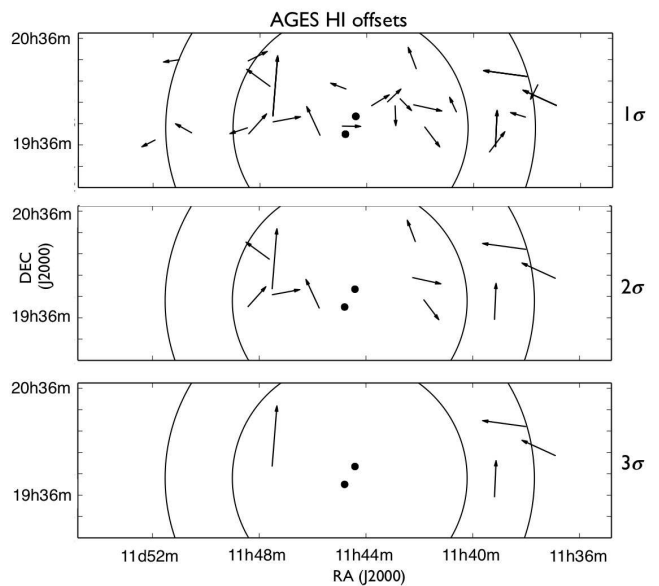 AGES HI offsets
20h36m
19h36m
1σ
20h36m
DEC
(J2000)
19h36m
2σ
20h36m
19h36m
3σ
11d52m 11h48m 11h44m 11h40m 11h36m
RA (J2000)